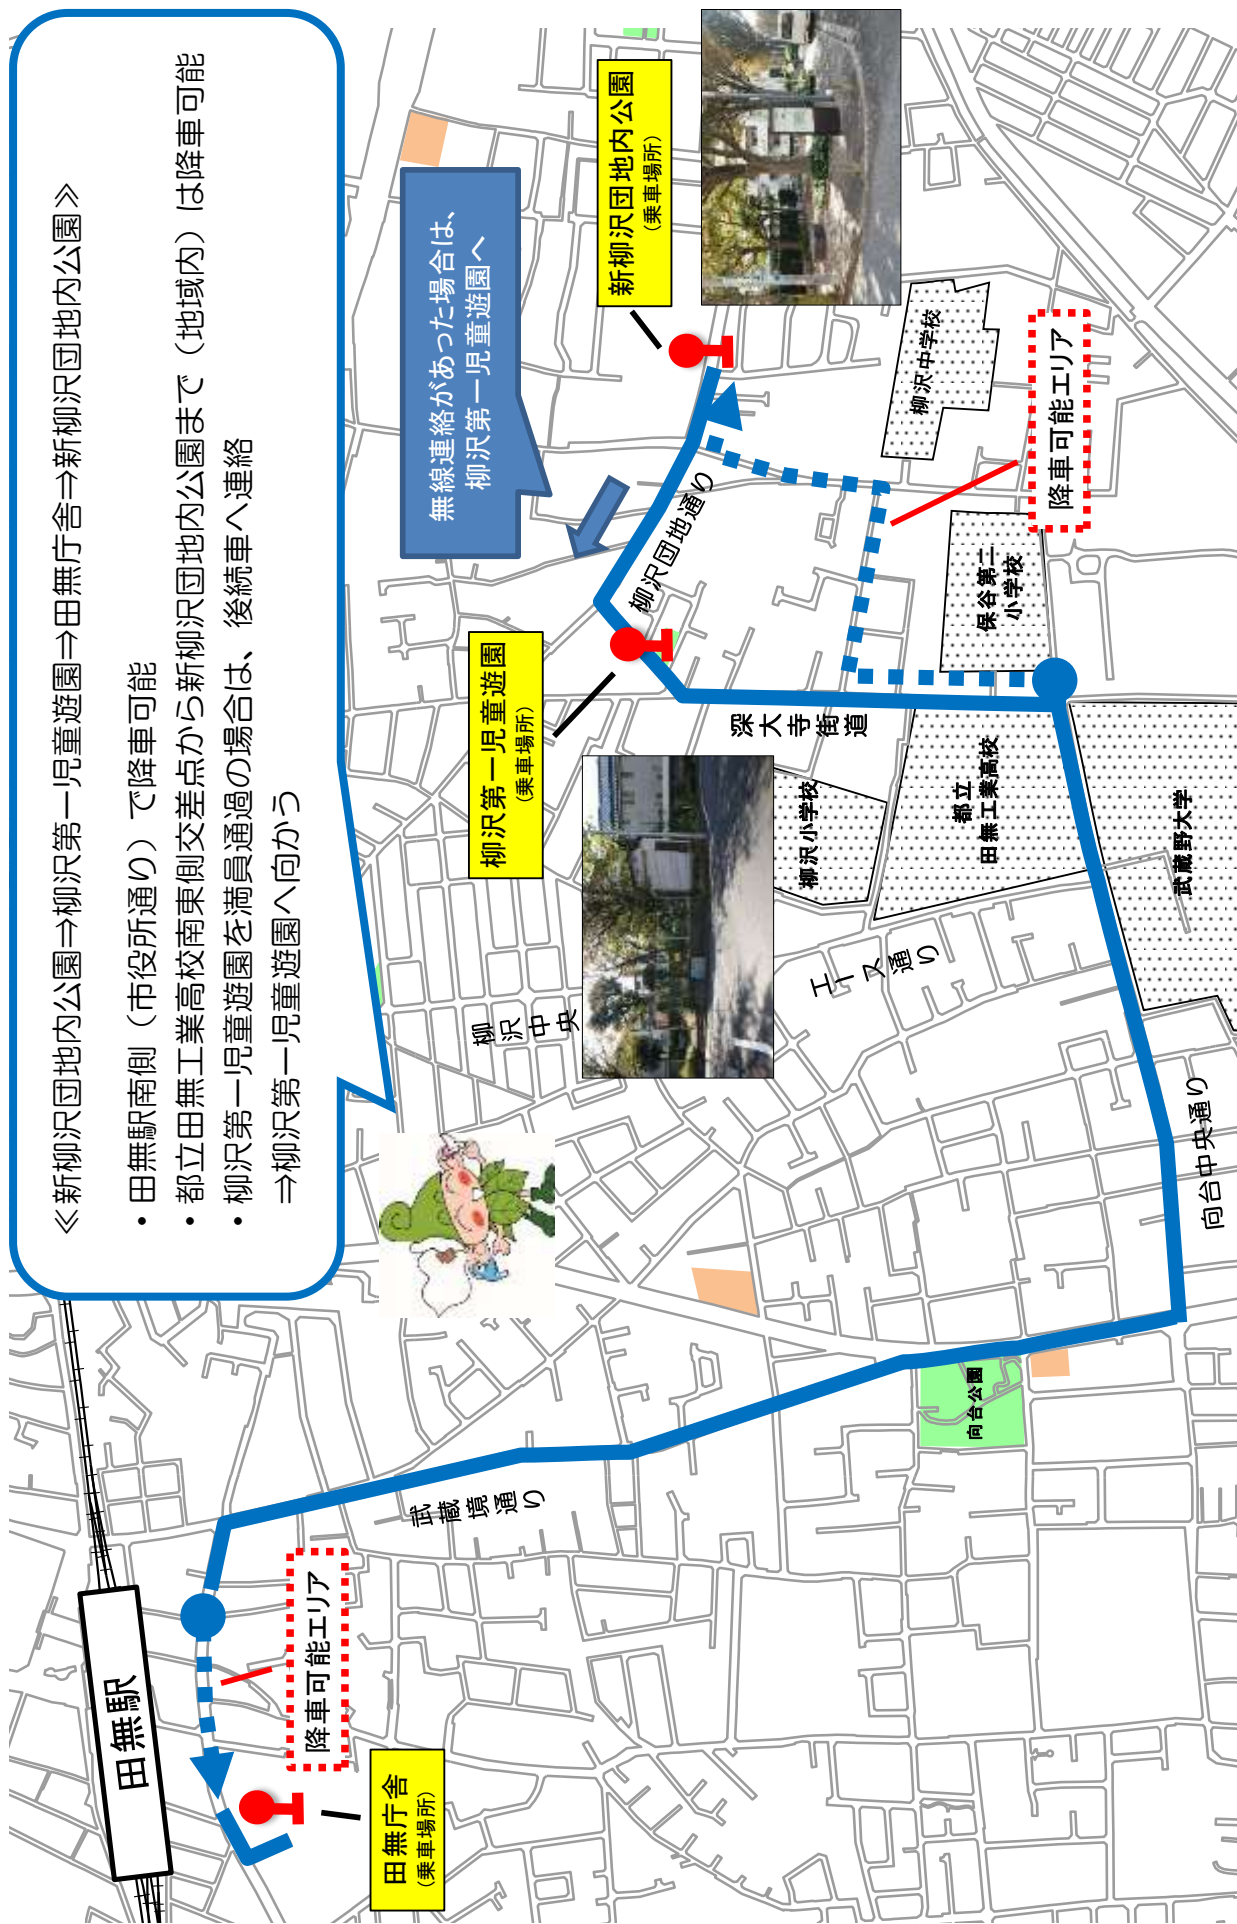 ≪新柳沢団地内公園⇒柳沢第一児童遊園⇒田無庁舎⇒新柳沢団地内公園≫
・田無駅南側（市役所通り）で降車可能
・都立田無工業高校南東側交差点から新柳沢団地内公園まで（地域内）は降車可能
・柳沢第一児童遊園を満員通過の場合は、後続車へ連絡
⇒柳沢第一児童遊園へ向かう
無線連絡があった場合は、
柳沢第一児童遊園へ
新柳沢団地内公園
（乗車場所）
柳沢第一児童遊園
（乗車場所）
柳沢団地通り
柳沢中学校
降車可能エリア
保谷第二
小学校
深大寺街道
柳沢小学校
都立
田無工業高校
武蔵野大学
柳沢中央
エース通り
向台中央通り
向台公園
武蔵境通り
田無駅
降車可能エリア
田無庁舎
（乗車場所）